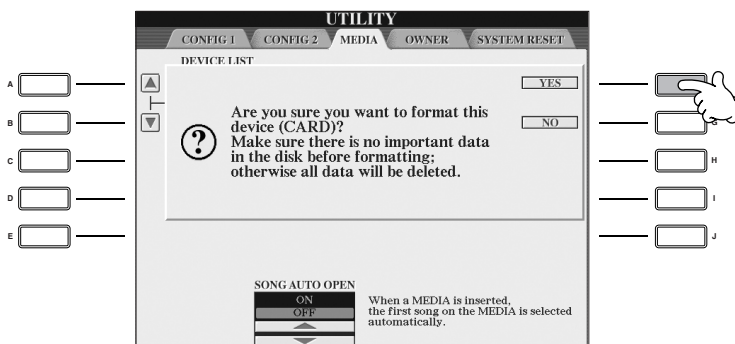 UTILITY
CONFIG 1 CONFIG 2 MEDIA OWNER SYSTEM RESET
DEVICE LIST
A
YES
B
NO
G
Are you sure you want to format this
device (CARD)?
Make sure there is no important data
in the disk before formatting;
otherwise all data will be deleted.
?
C
H
D
I
E
J
SONG AUTO OPEN
ON
OFF
When a MEDIA is inserted,
the first song on the MEDIA is selected
automatically.